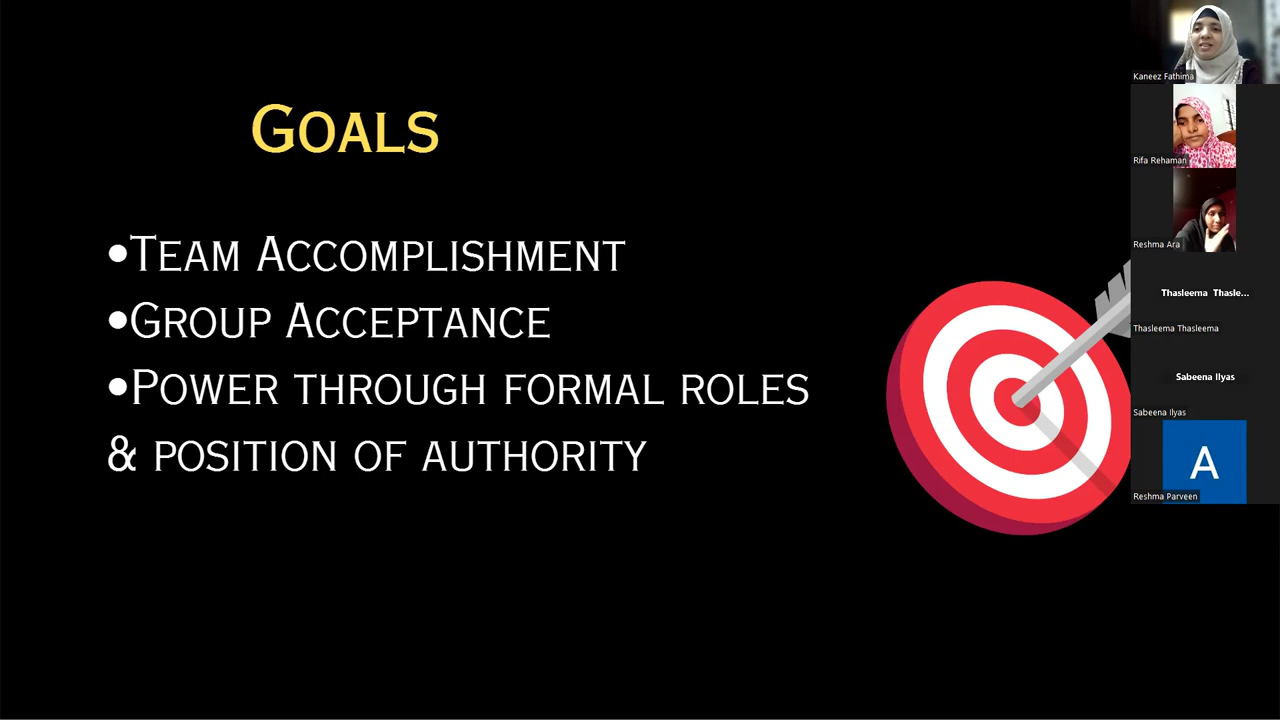 Goals
•Team Accomplishment
•Group Acceptance
•Power through formal roles
& position of authority
Kaneez Fathima
Rifa Rehaman
Reshma Ara
Thasleema Thasle...
Thasleema Thasleema
Sabeena Ilyas
Sabeena Ilyas
A
Reshma Parveen